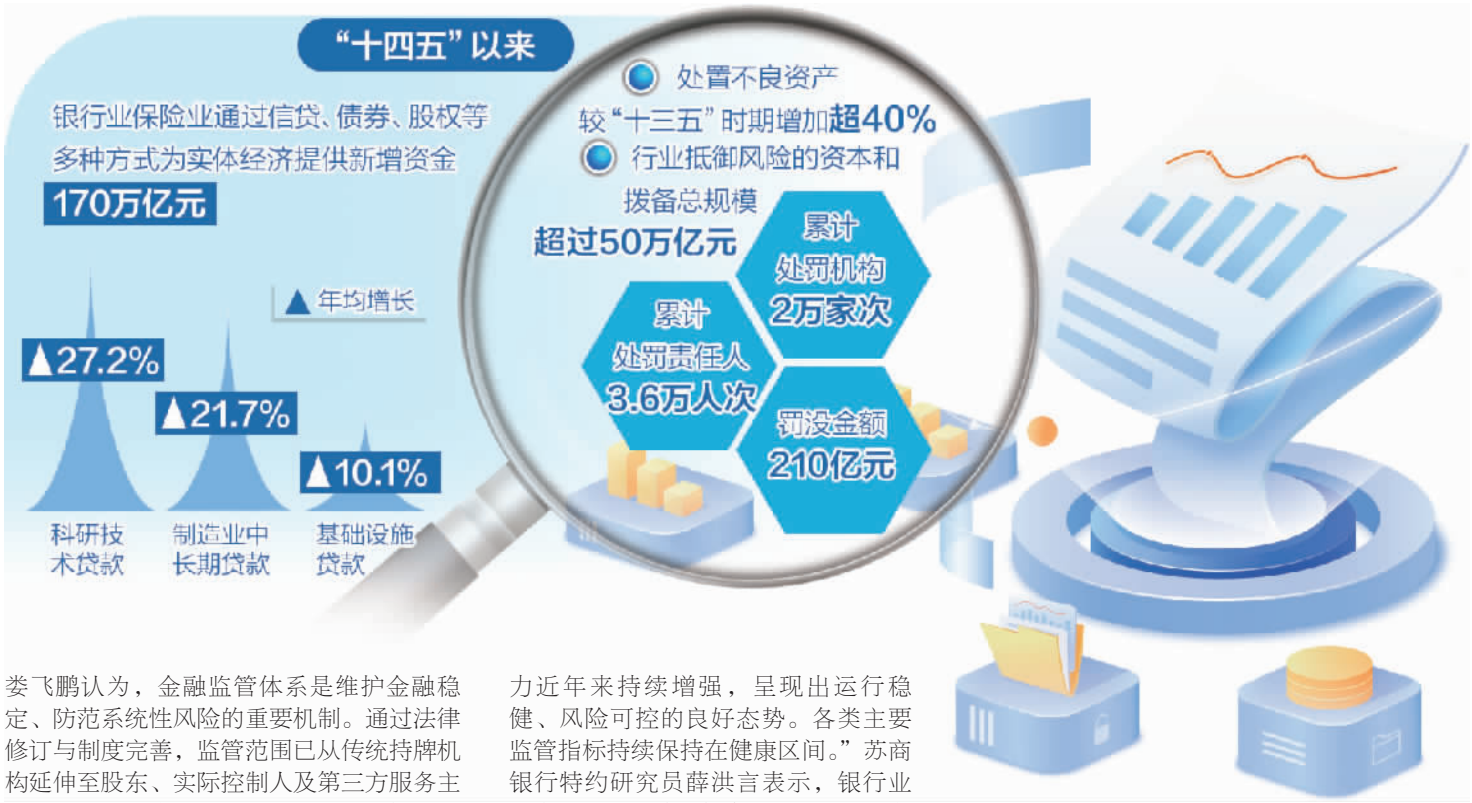 “十四五”以来
银行业保险业通过信贷、债券、股权等
多种方式为实体经济提供新增资金
170万亿元
▲年均增长
▲27.2%
科研技
术贷款
▲21.7%
制造业中
长期贷款
▲10.1%
基础设施
贷款
处置不良资产
较“十三五”时期增加超40%
行业抵御风险的资本和
拨备总规模
超过50万亿元
累计
处罚机构
2万家次
累计
处罚责任人
3.6万人次
罚没金额
210亿元
娄飞鹏认为，金融监管体系是维护金融稳
定、防范系统性风险的重要机制。通过法律
修订与制度完善，监管范围已从传统持牌机
构延伸至股东、实际控制人及第三方服务主
力近年来持续增强，呈现出运行稳
健、风险可控的良好态势。各类主要
监管指标持续保持在健康区间。”苏商
银行特约研究员薛洪言表示，银行业